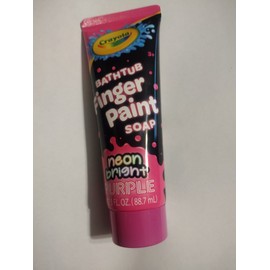 Crayola
BATHTUB
Finger
Paint
SOAP
neon
bright
PURPLE
FL OZ. (88.7 mL)